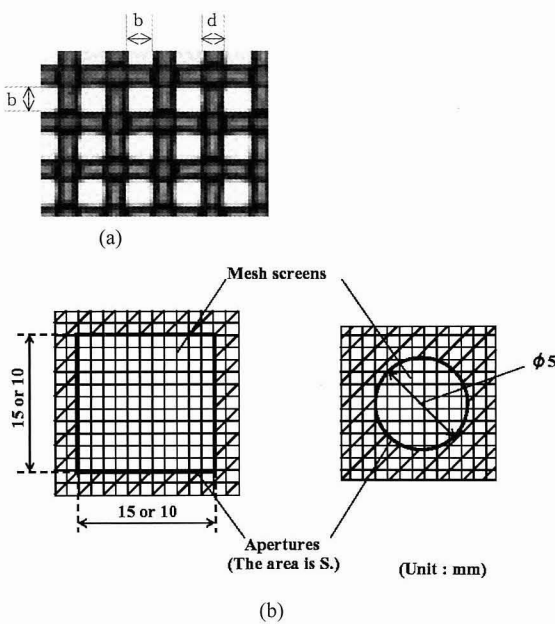 b d
b
(a)
Mesh screens
15 or 10
ϕ5
15 or 10
Apertures
(The area is S.)
(Unit : mm)
(b)